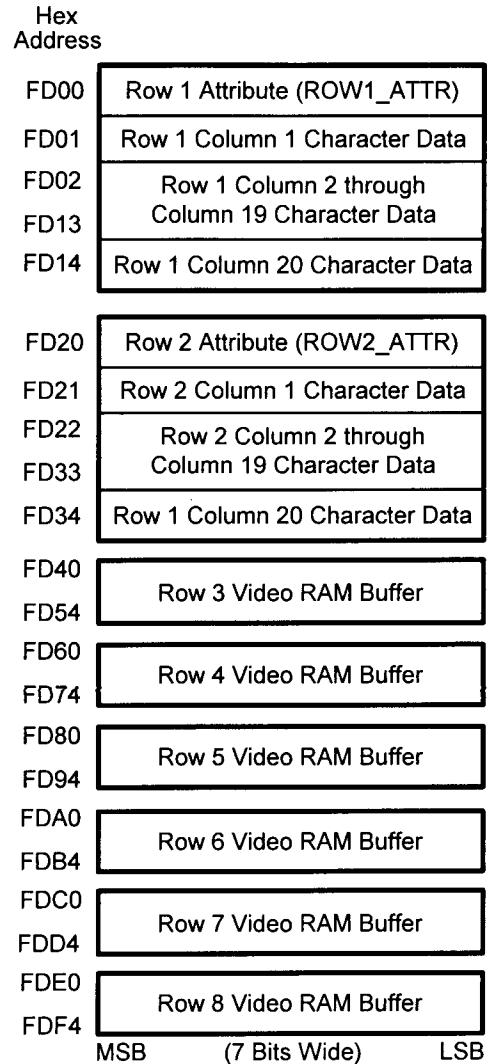 Hex
Address
FD00 Row 1 Attribute (ROW1_ATTR)
FD01 Row 1 Column 1 Character Data
FD02 Row 1 Column 2 through
FD13 Column 19 Character Data
FD14 Row 1 Column 20 Character Data
FD20 Row 2 Attribute (ROW2_ATTR)
FD21 Row 2 Column 1 Character Data
FD22 Row 2 Column 2 through
FD33 Column 19 Character Data
FD34 Row 1 Column 20 Character Data
FD40
Row 3 Video RAM Buffer
FD54
FD60
Row 4 Video RAM Buffer
FD74
FD80
Row 5 Video RAM Buffer
FD94
FDA0
Row 6 Video RAM Buffer
FDB4
FDC0
Row 7 Video RAM Buffer
FDD4
FDE0
Row 8 Video RAM Buffer
FDF4
MSB (7 Bits Wide) LSB